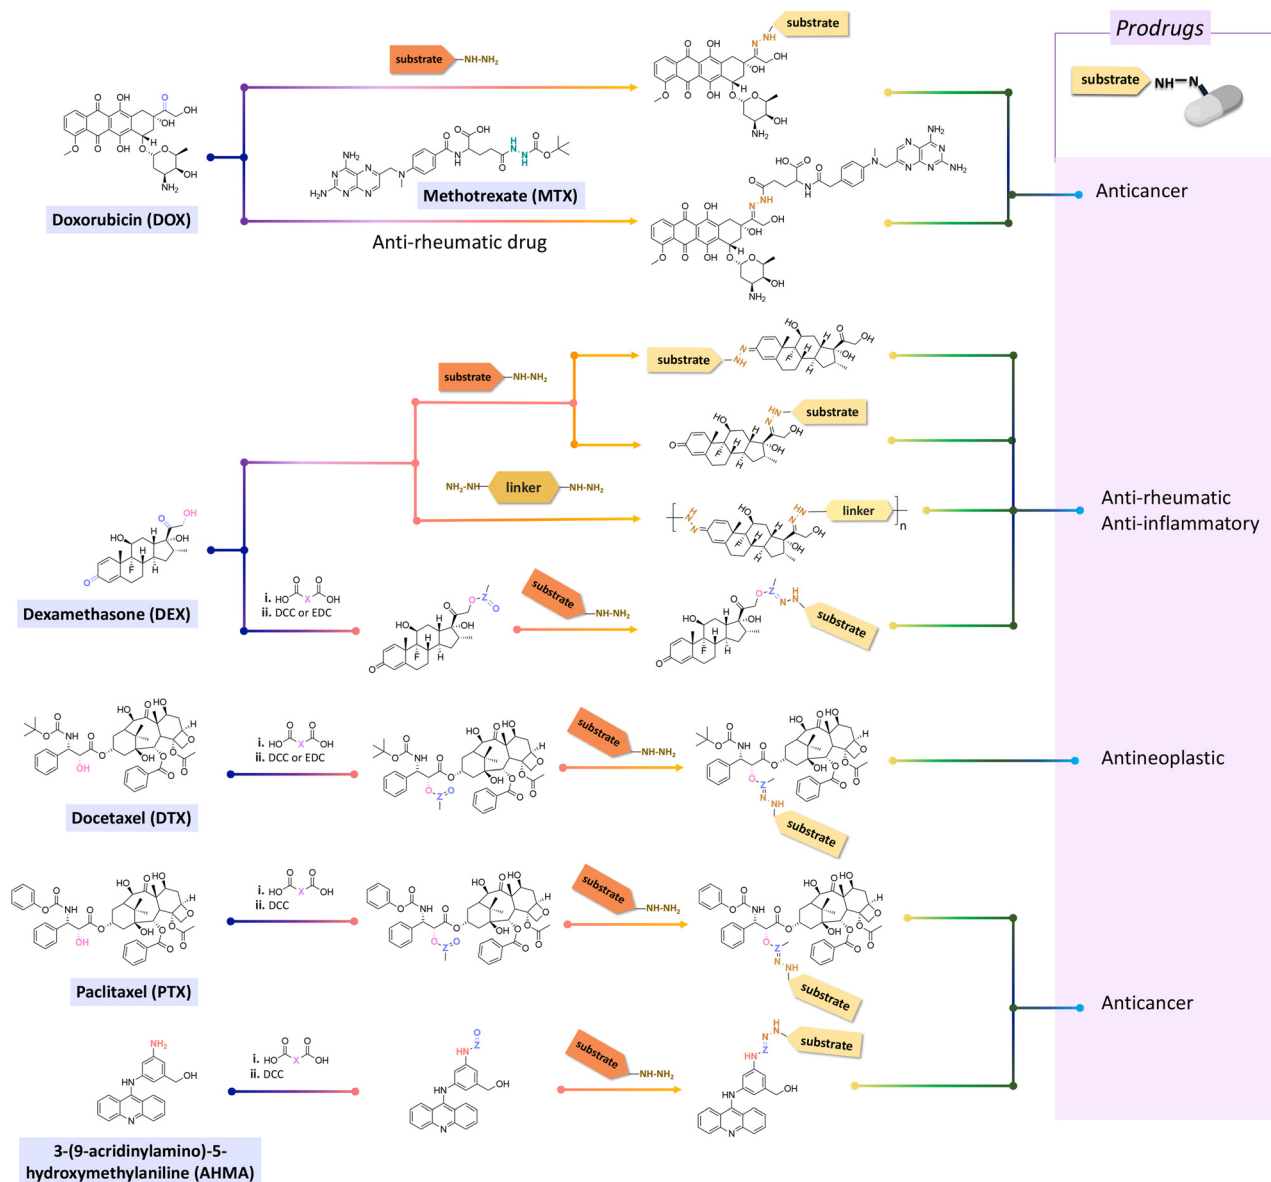 Prodrugs
substrate
NH
N
substrate
NH-NH2
substrate
Doxorubicin (DOX)
Methotrexate (MTX)
Anti-rheumatic drug
Anticancer
substrate
NH-NH2
substrate
substrate
NH2-NH
linker
NH-NH2
linker
n
Anti-rheumatic
Anti-inflammatory
Dexamethasone (DEX)
i.
ii. DCC or EDC
substrate
NH-NH2
substrate
Docetaxel (DTX)
i.
ii. DCC or EDC
substrate
NH-NH2
substrate
Antineoplastic
Paclitaxel (PTX)
i.
ii. DCC
substrate
NH-NH2
substrate
Anticancer
i.
ii. DCC
substrate
NH-NH2
substrate
3-(9-acridinylamino)-5-
hydroxymethylaniline (AHMA)